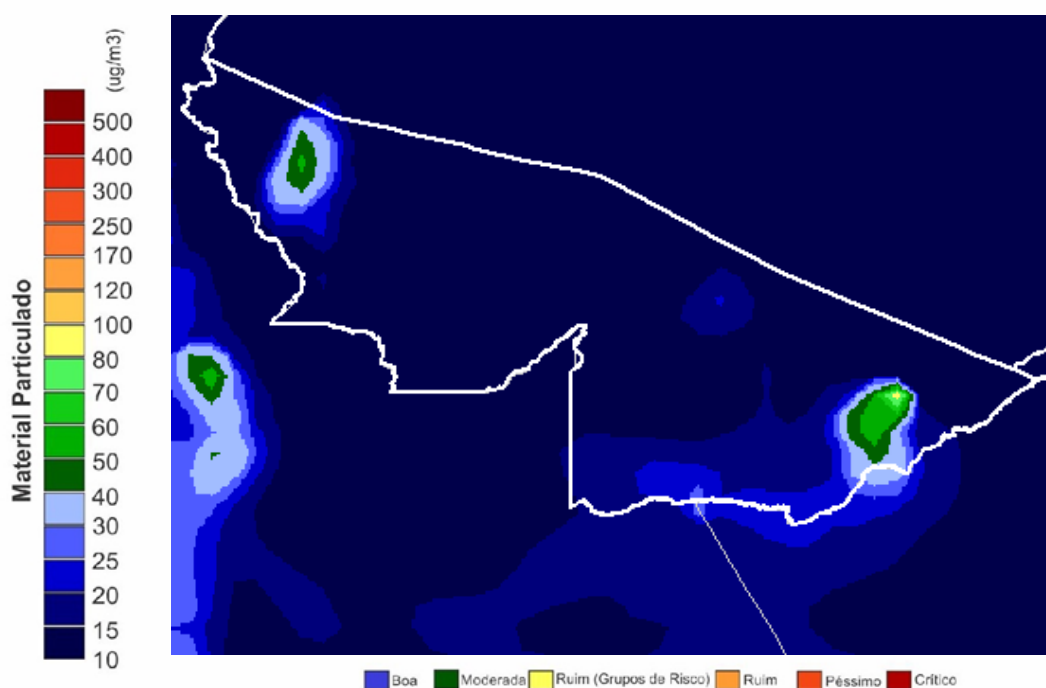 (ug/m3)
Material Particulado
500
400
300
250
170
120
100
80
70
60
50
40
30
25
20
15
10
Boa
Moderada
Ruim (Grupos de Risco)
Ruim
Péssimo
Crítico